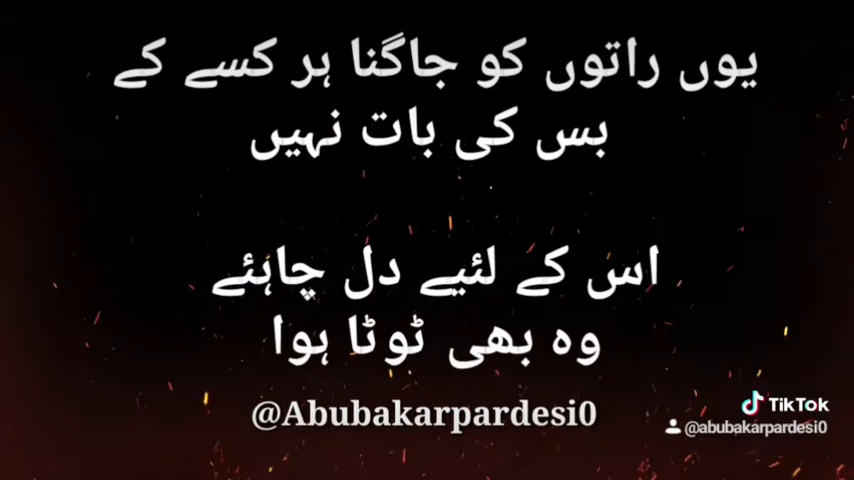 یوں راتوں کو جاگنا ہر کسے کے
بس کی بات نہیں
اس کے لئیے دل چاہئے
وہ بھی ٹوٹا ہوا
@Abubakarpardesi0
TikTok
@abubakarpardesi0